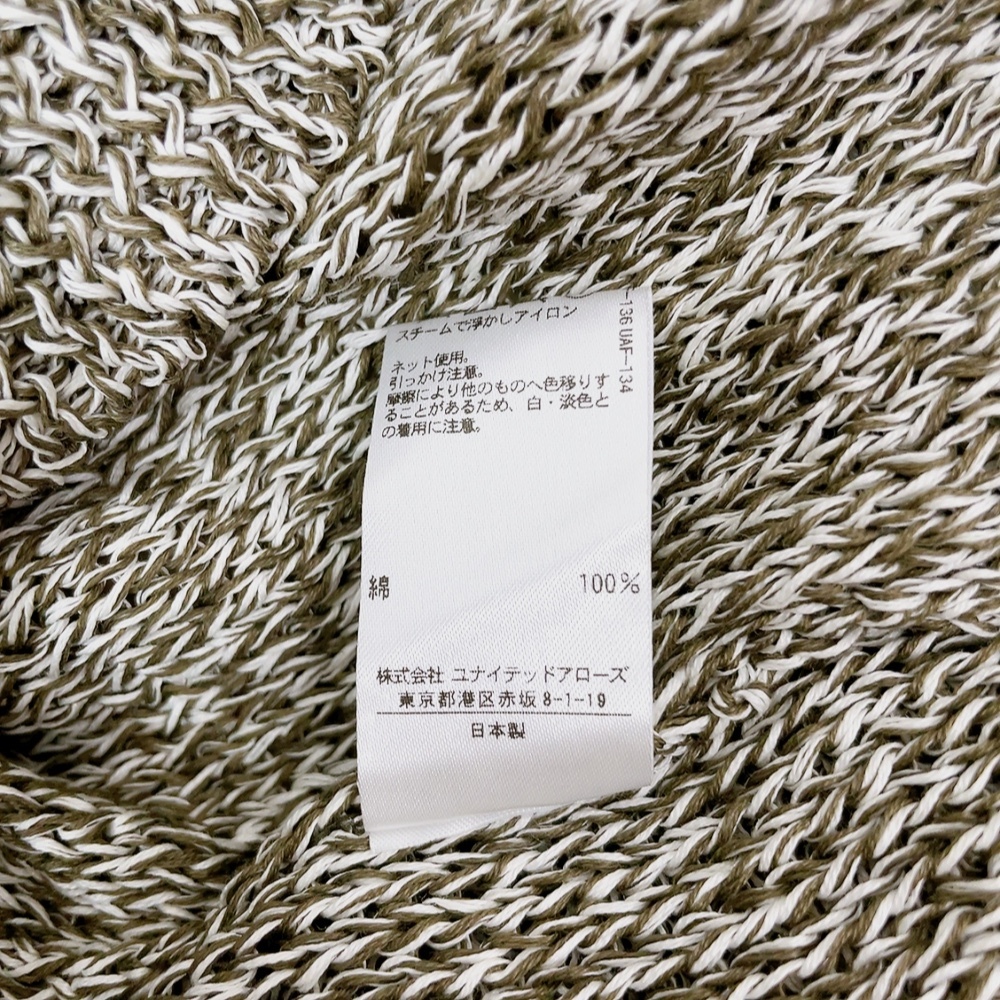 スチームで浮かしアイロン
ネット使用。
引っかけ注意。
摩擦により他のものへ色移りす
ることがあるため、白・淡色と
の着用に注意。
-136 UAF-134
綿 100%
株式会社 ユナイテッドアローズ
東京都港区赤坂8-1-19
日本製